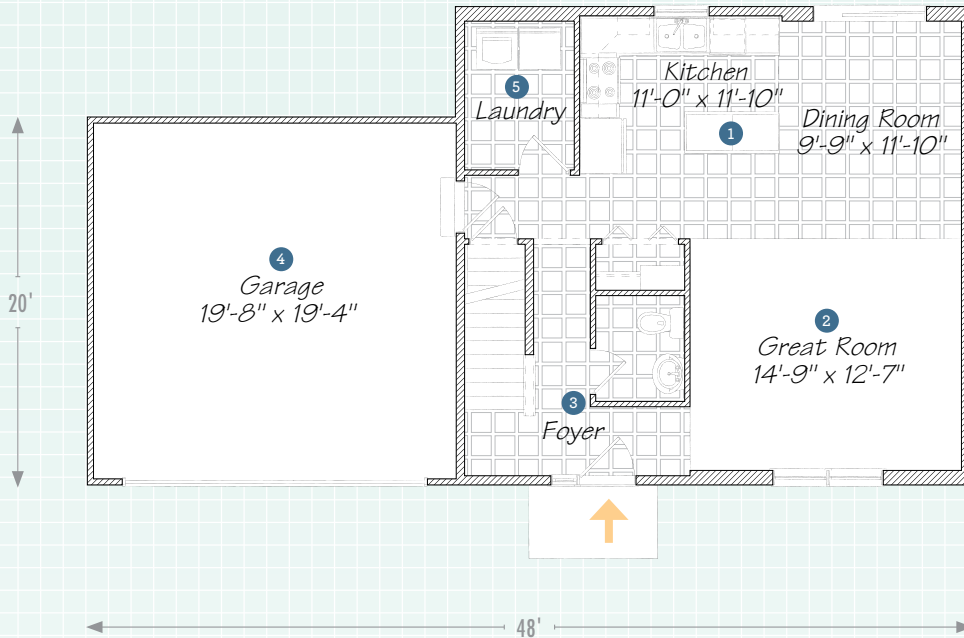 Kitchen
11'-0" x 11'-10"
1
Dining Room
9'-9" x 11'-10"
5
Laundry
4
Garage
19'-8" x 19'-4"
20'
2
Great Room
14'-9" x 12'-7"
3
Foyer
48'